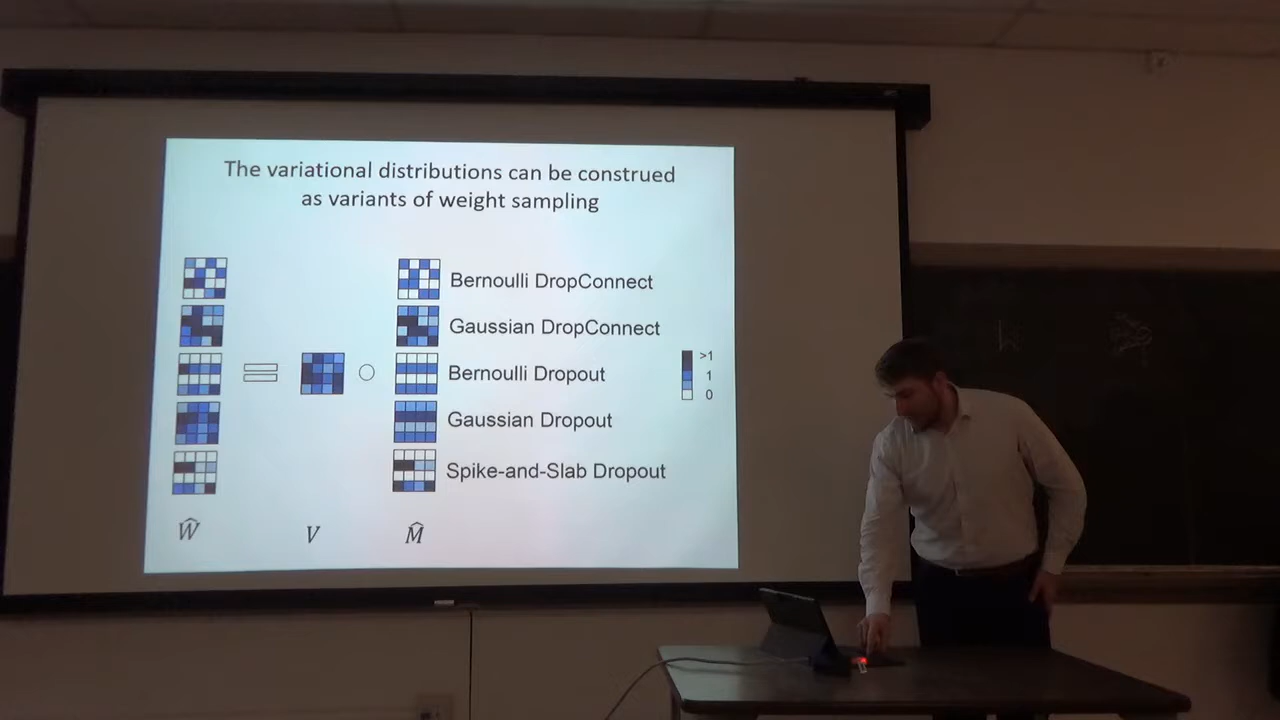 The variational distributions can be construed
as variants of weight sampling
Bernoulli DropConnect
Gaussian DropConnect
Bernoulli Dropout
Gaussian Dropout
Spike-and-Slab Dropout
>1
1
0
Ŵ
V
M̂